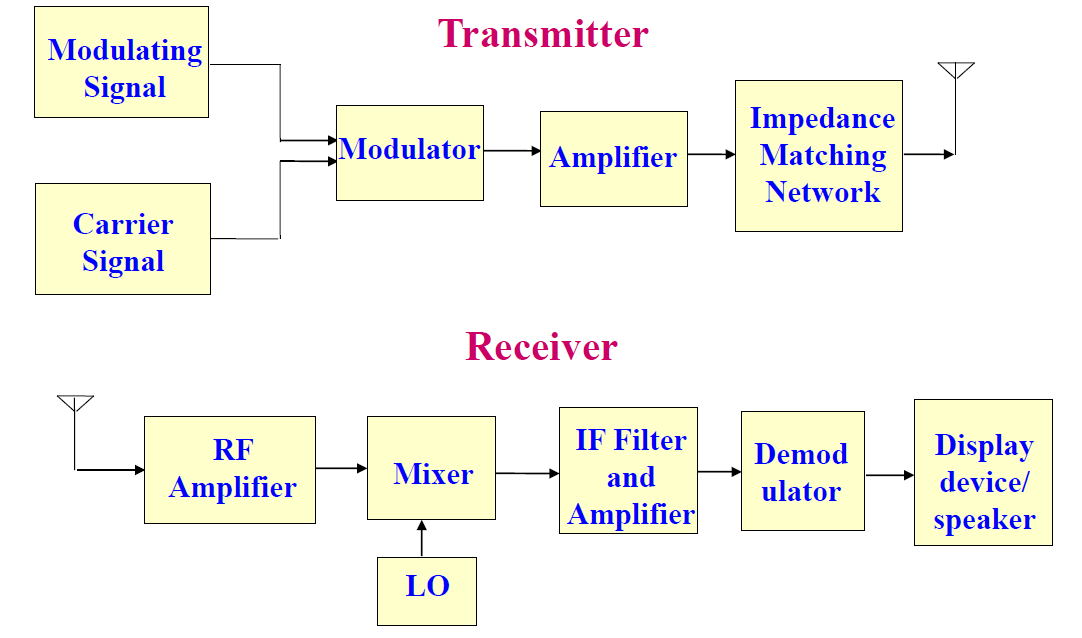 Transmitter
Modulating
Signal
Carrier
Signal
Modulator
Amplifier
Impedance
Matching
Network
Receiver
RF
Amplifier
Mixer
LO
IF Filter
and
Amplifier
Demod
ulator
Display
device/
speaker